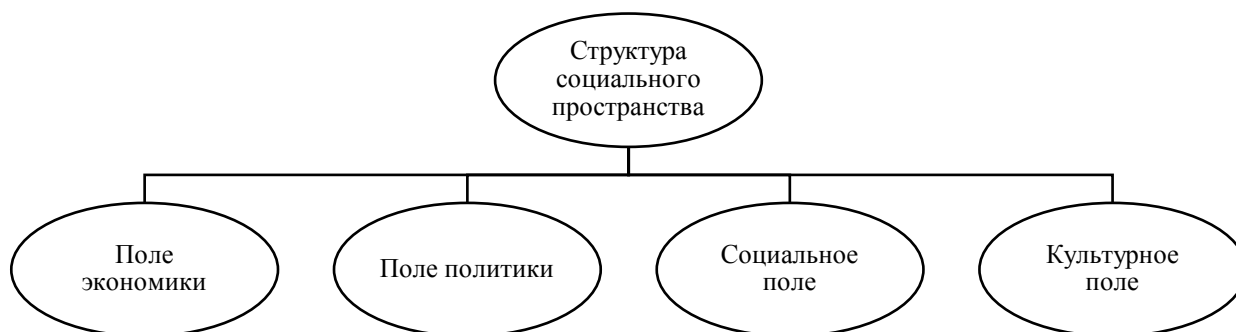 Структура
социального
пространства
Поле
экономики
Поле политики
Социальное
поле
Культурное
поле